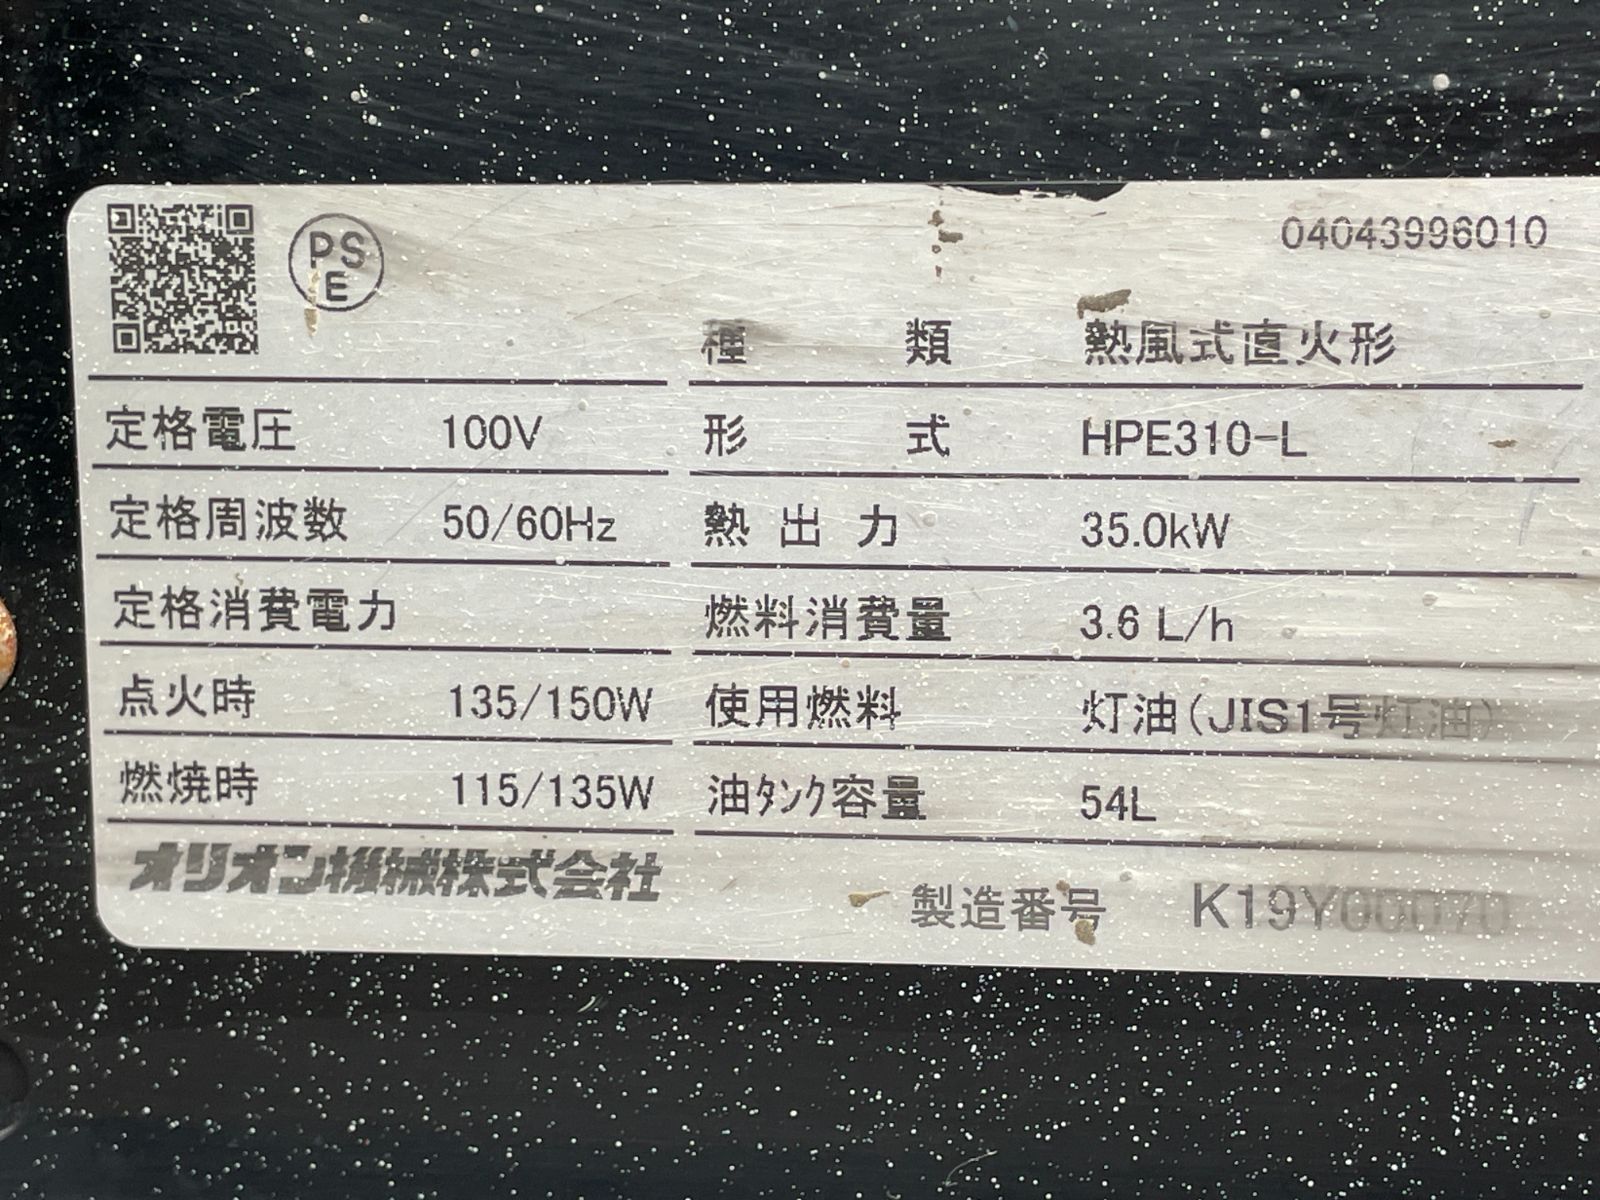 PS
E
04043996010
種類 熱風式直火形
定格電圧 100V
形式 HPE310-L
定格周波数 50/60Hz
熱出力 35.0kW
定格消費電力
燃料消費量 3.6 L/h
点火時 135/150W
使用燃料 灯油(JIS1号灯油)
燃焼時 115/135W
油タンク容量 54L
オリオン機械株式会社
製造番号 K19Y00070